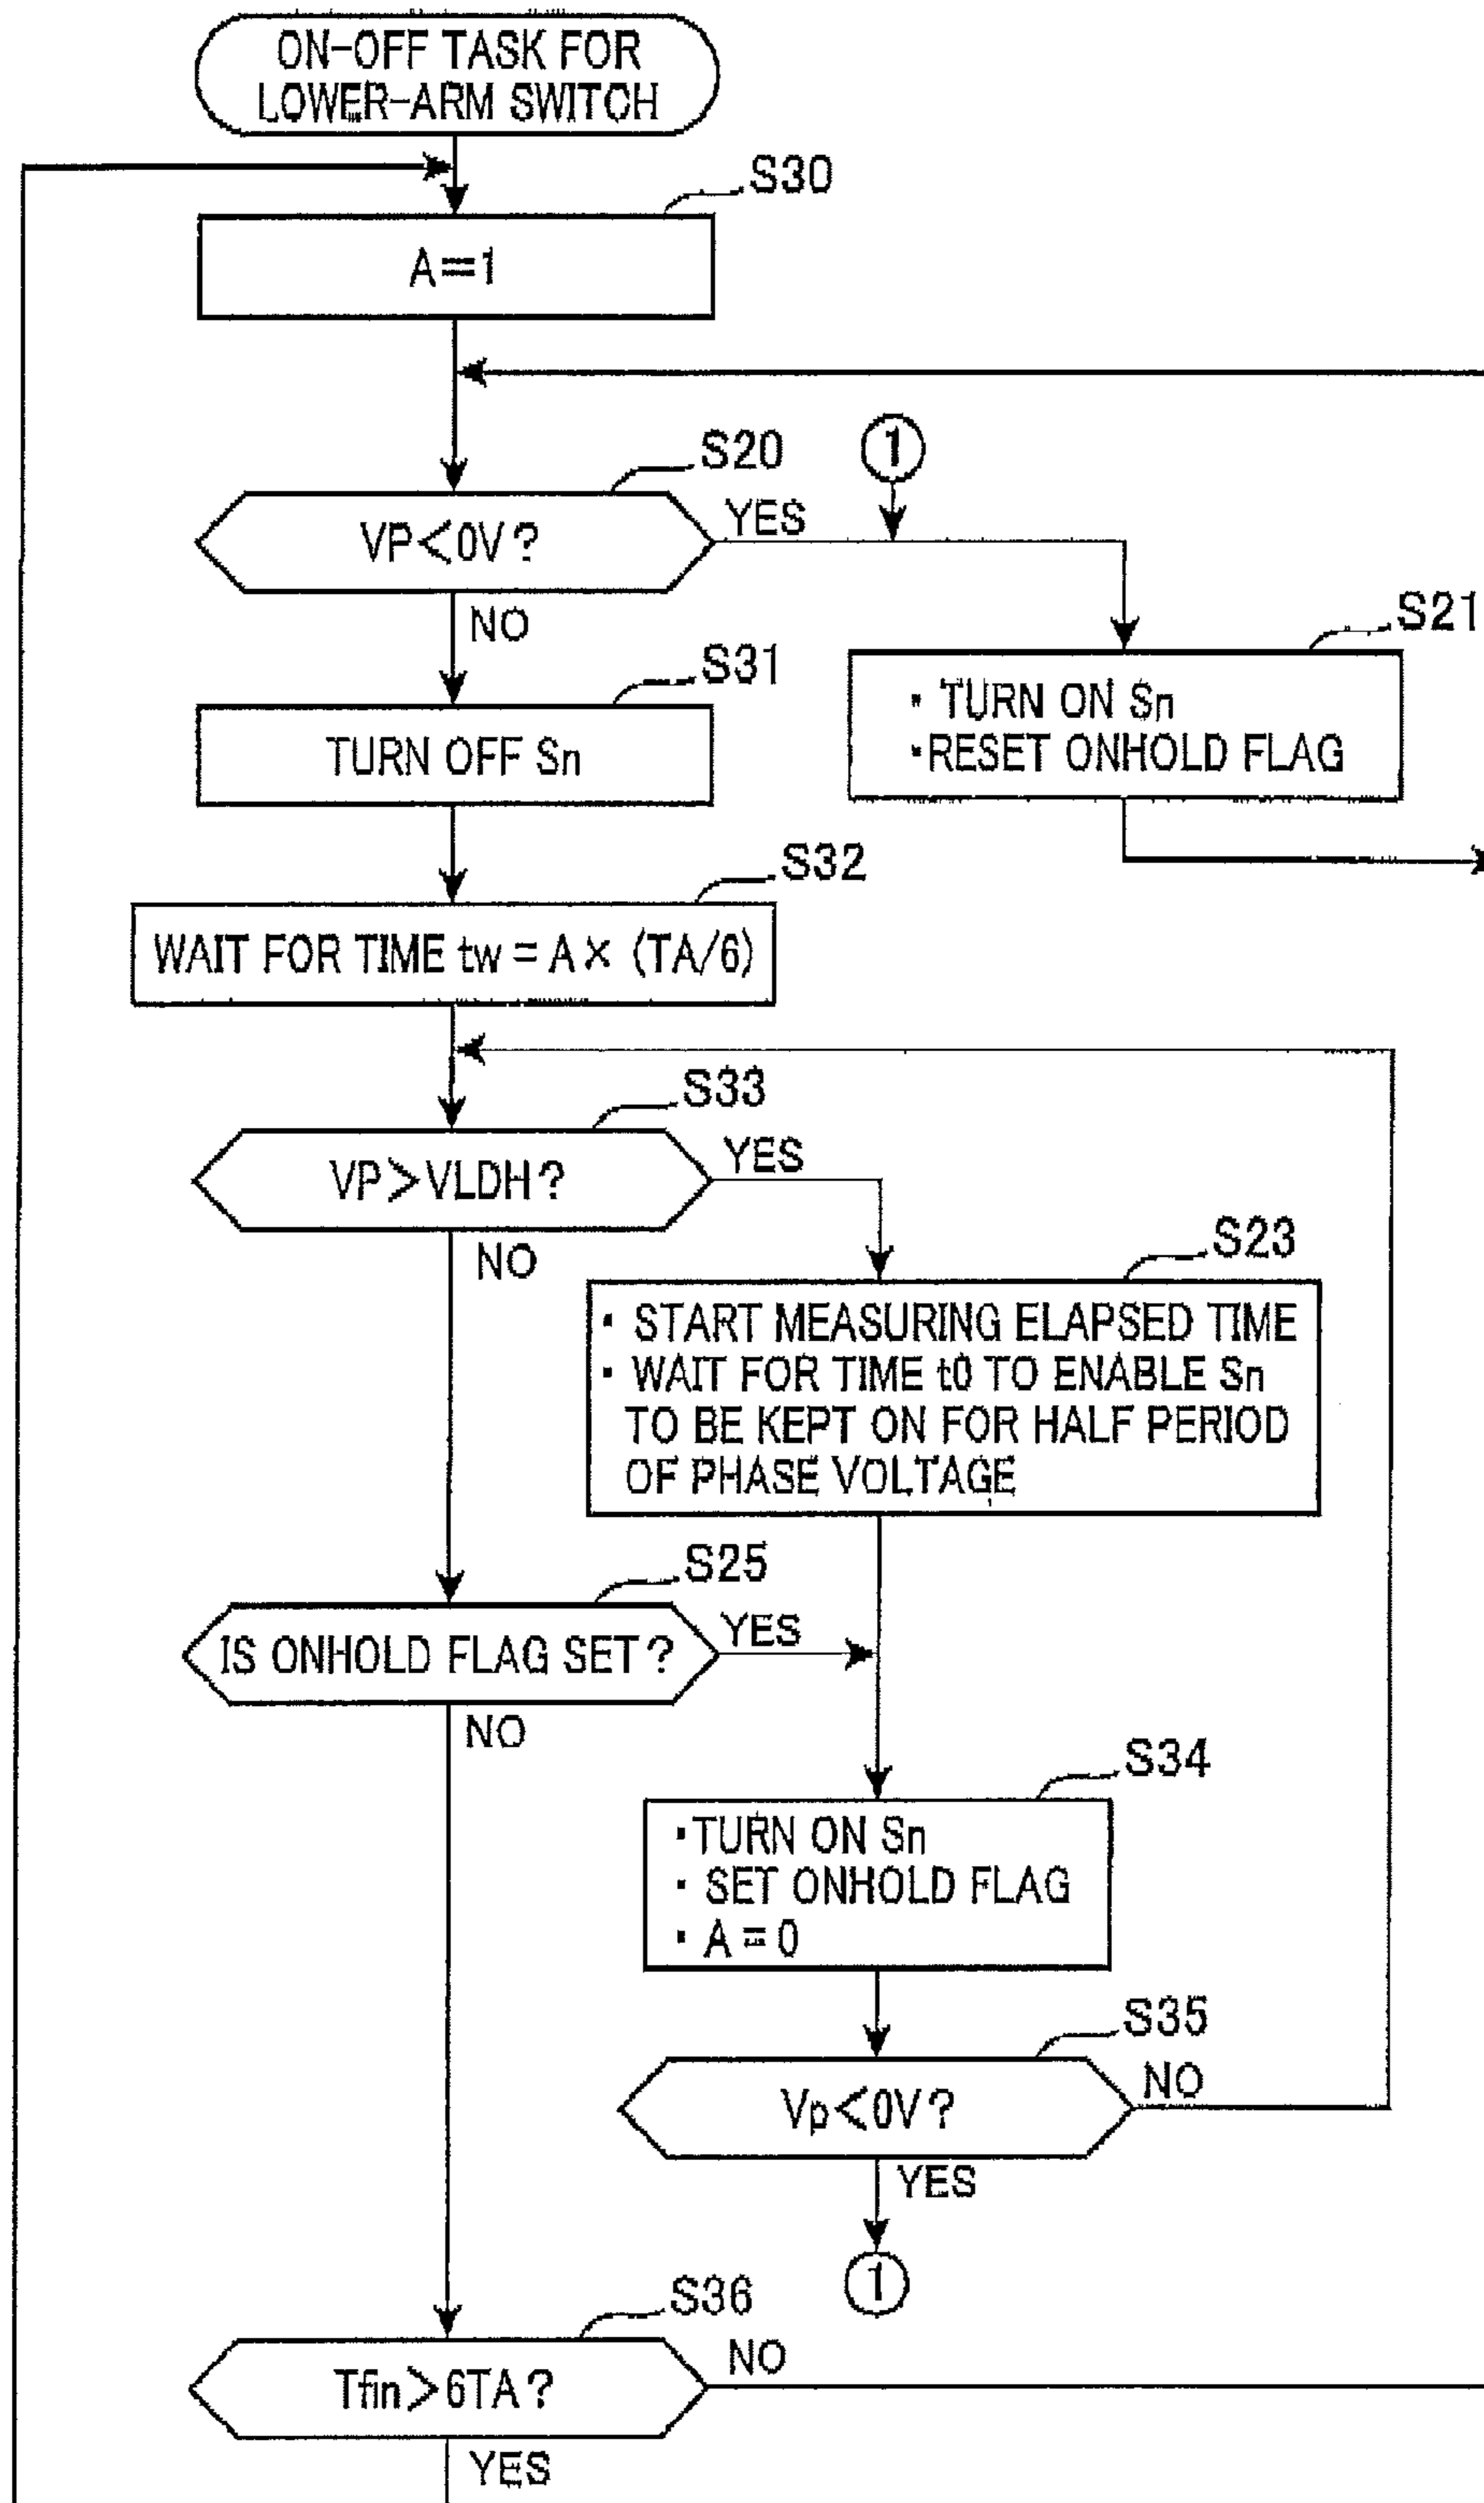 ON-OFF TASK FOR
LOWER-ARM SWITCH
S30
A=1
S20
1
VP<0V?
YES
NO
S21
· TURN ON Sn
· RESET ONHOLD FLAG
S31
TURN OFF Sn
S32
WAIT FOR TIME tw = A × (TA/6)
S33
VP>VLDH?
YES
NO
S23
· START MEASURING ELAPSED TIME
· WAIT FOR TIME t0 TO ENABLE Sn
TO BE KEPT ON FOR HALF PERIOD
OF PHASE VOLTAGE
S25
IS ONHOLD FLAG SET?
YES
NO
S34
· TURN ON Sn
· SET ONHOLD FLAG
· A = 0
S35
Vp<0V?
NO
YES
1
S36
Tfin>6TA?
NO
YES